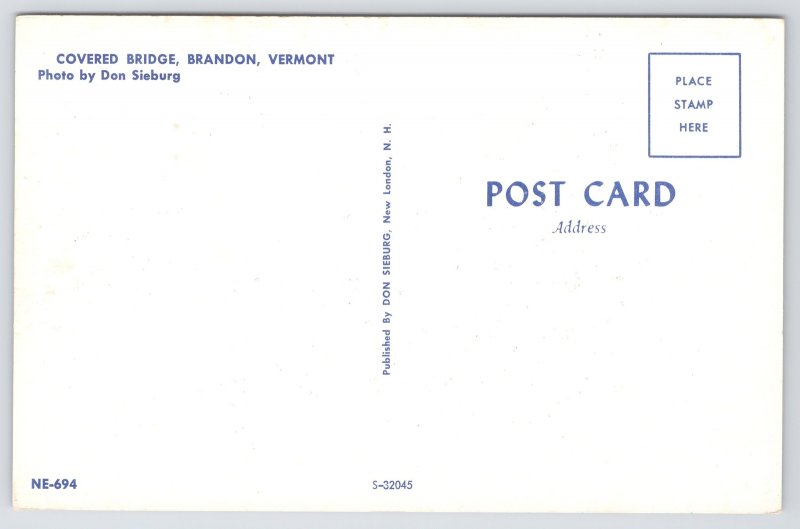 COVERED BRIDGE, BRANDON, VERMONT
Photo by Don Sieburg
PLACE
STAMP
HERE
POST CARD
Address
Published By DON SIEBURG, New London, N. H.
NE-694
S-32045